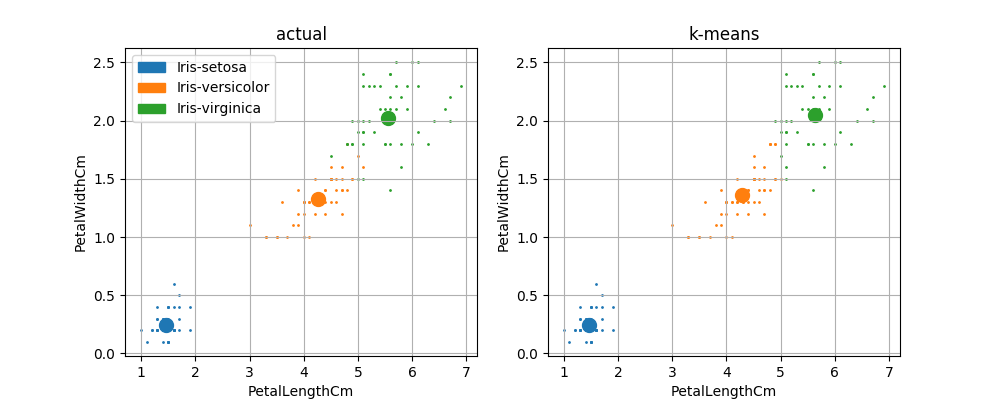 actual
2.5
2.0
1.5
1.0
0.5
0.0
PetalWidthCm
Iris-setosa
Iris-versicolor
Iris-virginica
1 2 3 4 5 6 7
PetalLengthCm
k-means
2.5
2.0
1.5
1.0
0.5
0.0
PetalWidthCm
1 2 3 4 5 6 7
PetalLengthCm